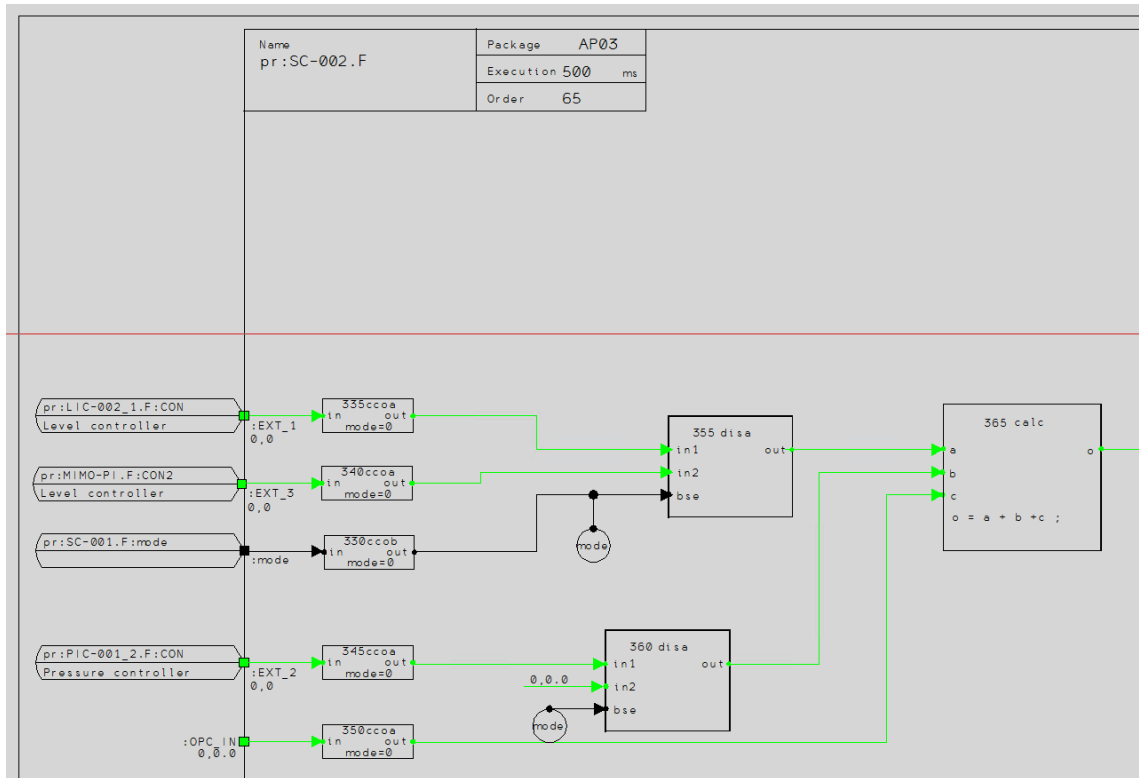 Name
pr:SC-002.F
Package AP03
Execution 500 ms
Order 65
pr:LIC-002_1.F:CON
Level controller
:EXT_1
0,0
335ccoa
in out
mode=0
pr:MIMO-PI.F:CON2
Level controller
:EXT_3
0,0
340ccoa
in out
mode=0
pr:SC-001.F:mode
:mode
330ccob
in out
mode=0
mode
355 disa
in1 out
in2
bse
365 calc
a o
b
c
o = a + b +c ;
pr:PIC-001_2.F:CON
Pressure controller
:EXT_2
0,0
345ccoa
in out
mode=0
0,0.0
mode
360 disa
in1 out
in2
bse
:OPC_IN
0,0.0
350ccoa
in out
mode=0